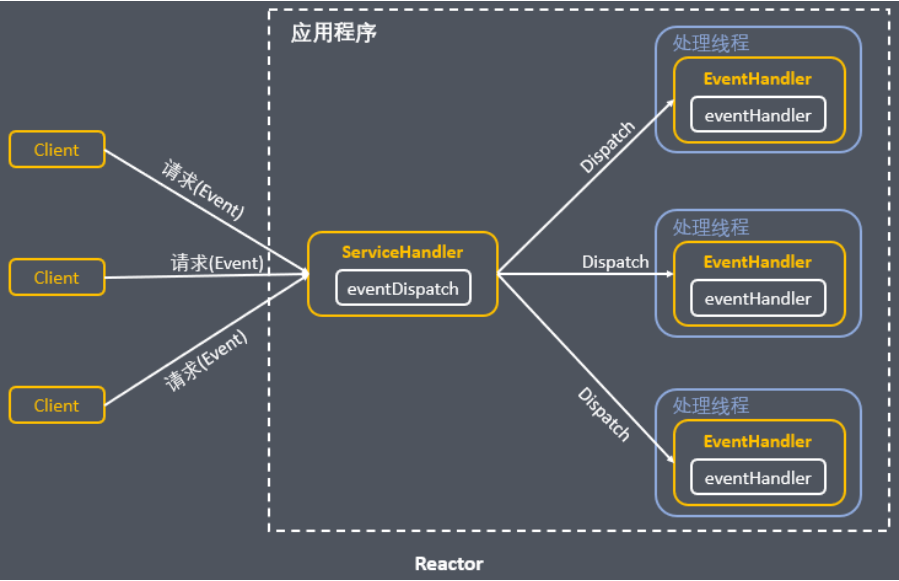 应用程序
Client
Client
Client
请求(Event)
请求(Event)
请求(Event)
ServiceHandler
eventDispatch
Dispatch
Dispatch
Dispatch
处理线程
EventHandler
eventHandler
处理线程
EventHandler
eventHandler
处理线程
EventHandler
eventHandler
Reactor